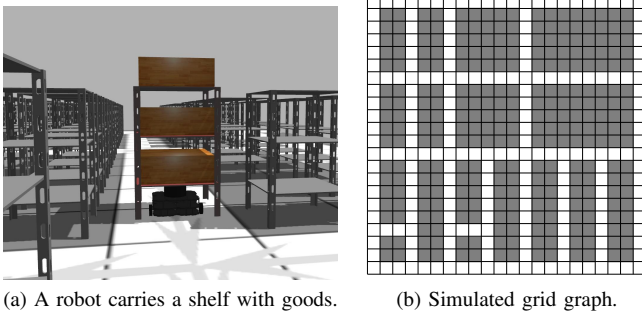 (a) A robot carries a shelf with goods.
(b) Simulated grid graph.